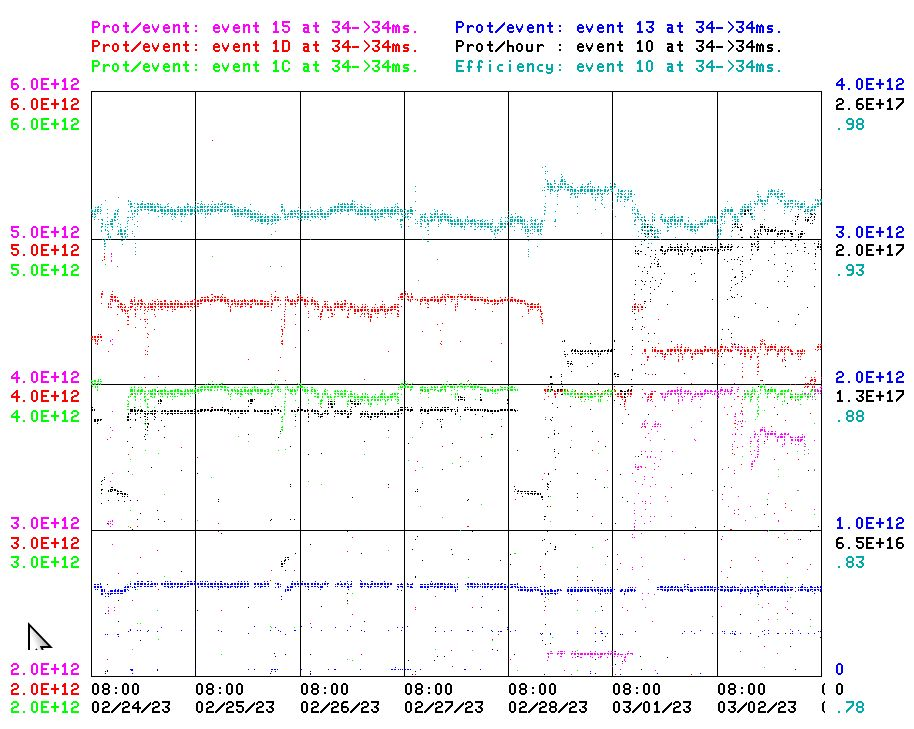 Prot/event: event 15 at 34->34ms. Prot/event: event 13 at 34->34ms.
Prot/event: event 1D at 34->34ms. Prot/hour : event 10 at 34->34ms.
Prot/event: event 1C at 34->34ms. Efficiency: event 10 at 34->34ms.
6.0E+12 4.0E+12
6.0E+12 2.6E+17
6.0E+12 .98
5.0E+12 3.0E+12
5.0E+12 2.0E+17
5.0E+12 .93
4.0E+12 2.0E+12
4.0E+12 1.3E+17
4.0E+12 .88
3.0E+12 1.0E+12
3.0E+12 6.5E+16
3.0E+12 .83
2.0E+12 0
2.0E+12 08:00 08:00 08:00 08:00 08:00 08:00 08:00 0
2.0E+12 02/24/23 02/25/23 02/26/23 02/27/23 02/28/23 03/01/23 03/02/23 .78